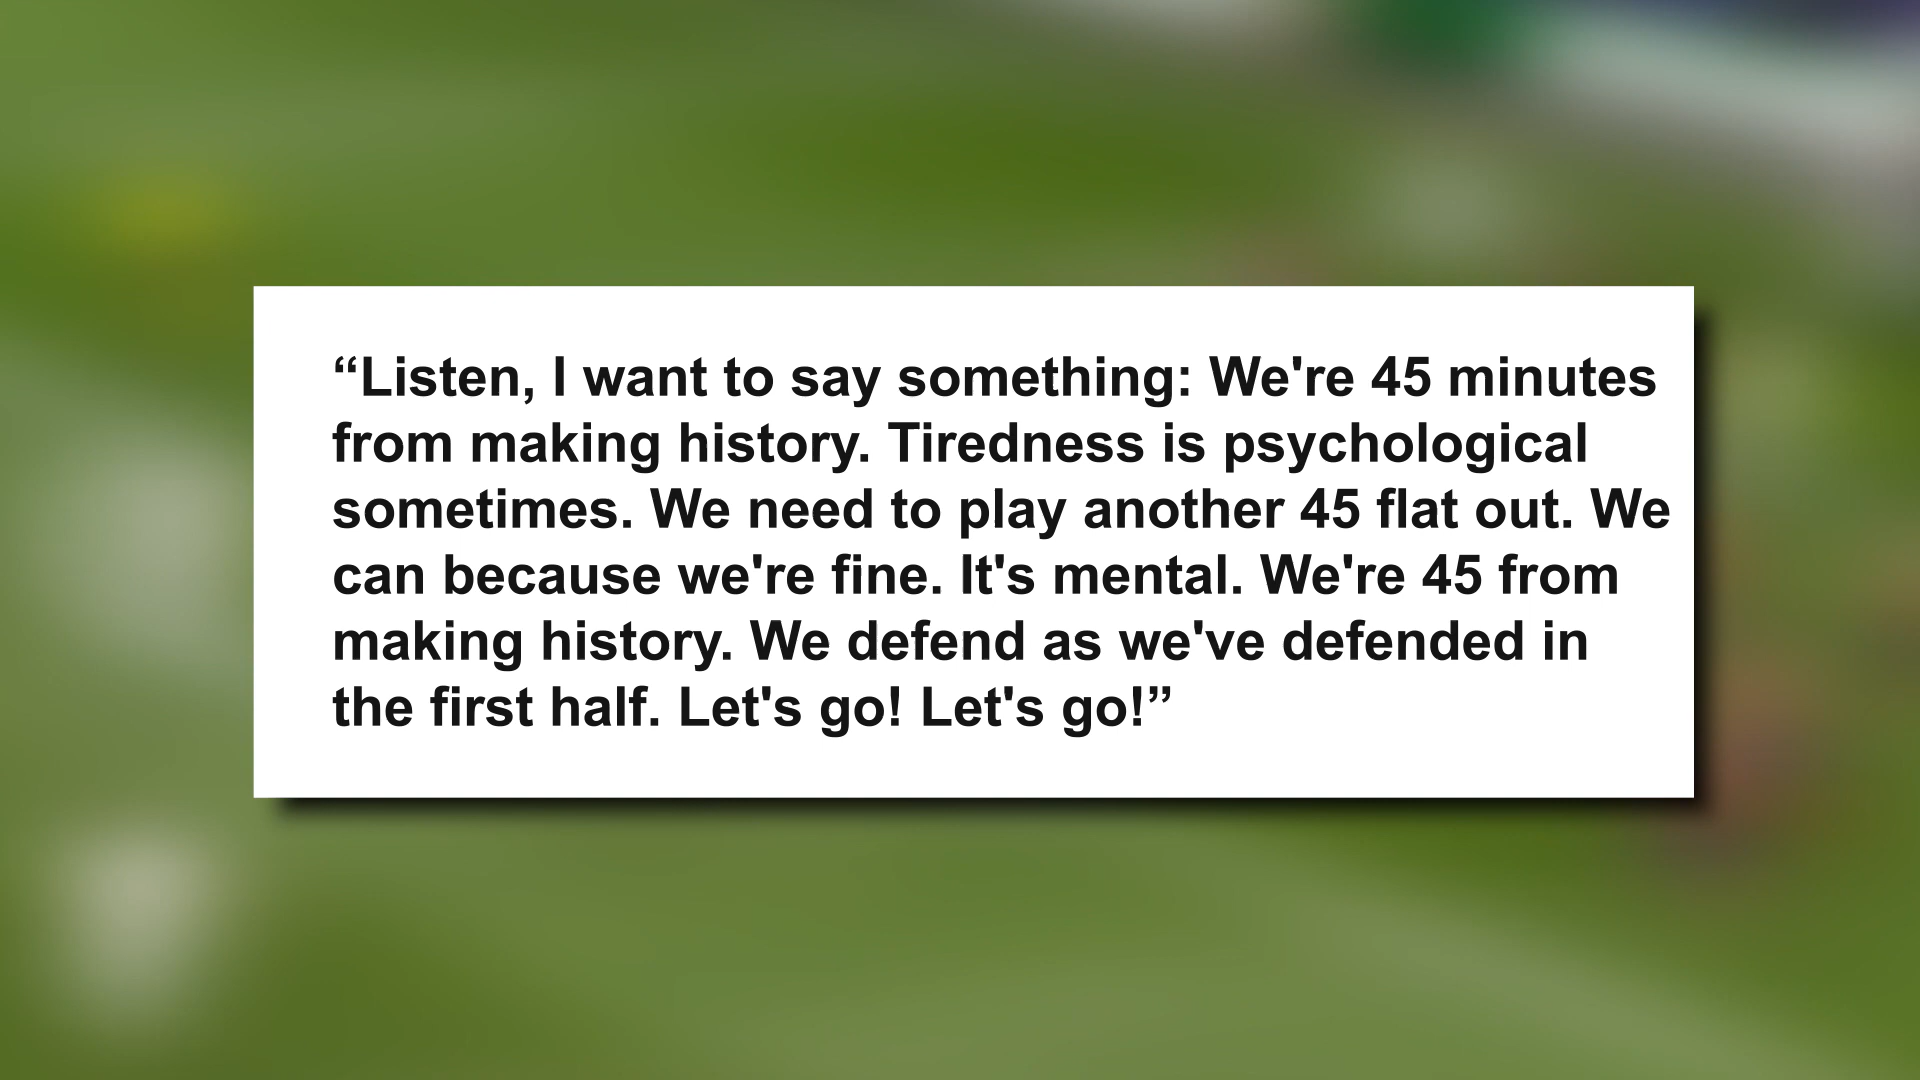 “Listen, I want to say something: We're 45 minutes
from making history. Tiredness is psychological
sometimes. We need to play another 45 flat out. We
can because we're fine. It's mental. We're 45 from
making history. We defend as we've defended in
the first half. Let's go! Let's go!”